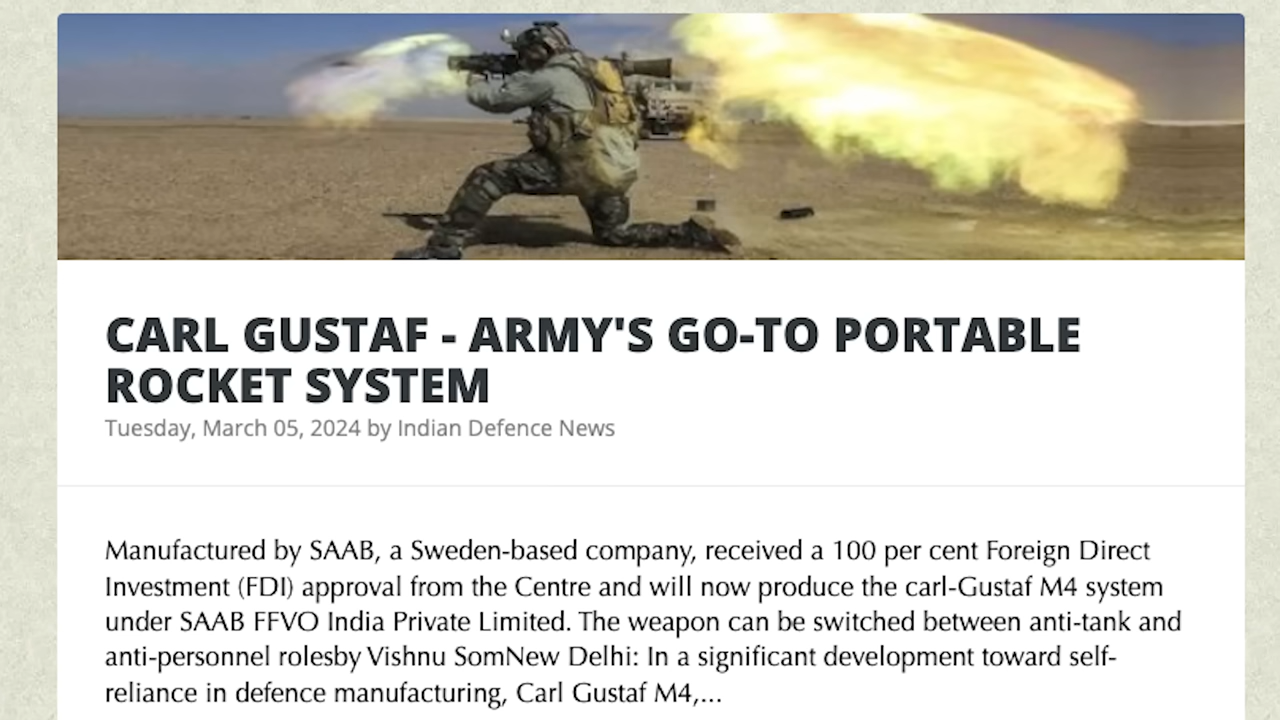 CARL GUSTAF - ARMY'S GO-TO PORTABLE
ROCKET SYSTEM
Tuesday, March 05, 2024 by Indian Defence News
Manufactured by SAAB, a Sweden-based company, received a 100 per cent Foreign Direct
Investment (FDI) approval from the Centre and will now produce the carl-Gustaf M4 system
under SAAB FFVO India Private Limited. The weapon can be switched between anti-tank and
anti-personnel rolesby Vishnu SomNew Delhi: In a significant development toward self-
reliance in defence manufacturing, Carl Gustaf M4,...